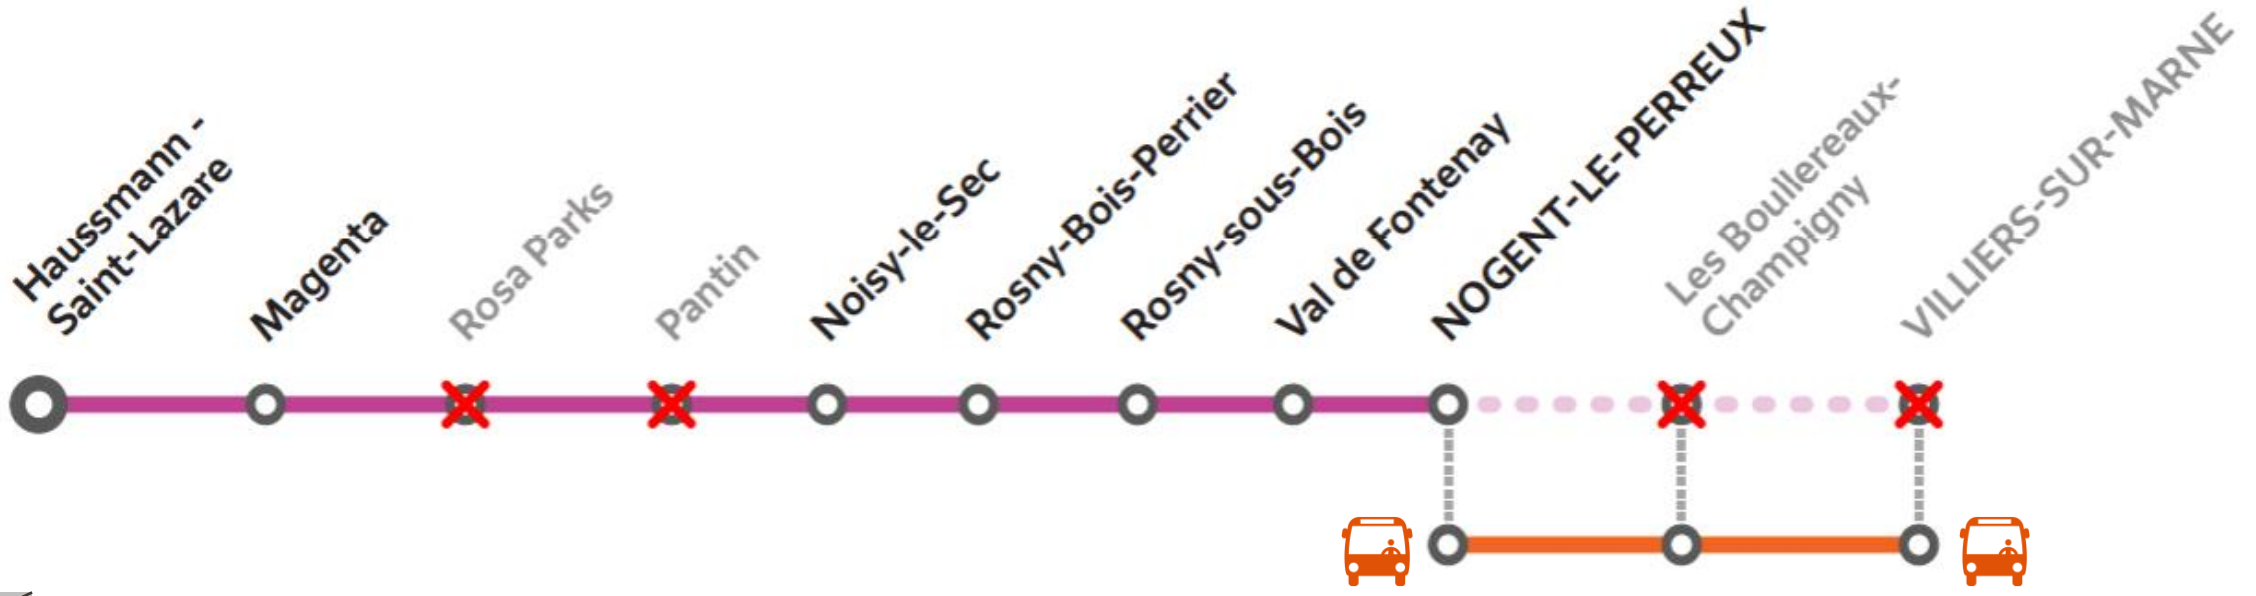 Haussmann -
Saint-Lazare
Magenta
Rosa Parks
Pantin
Noisy-le-Sec
Rosny-Bois-Perrier
Rosny-sous-Bois
Val de Fontenay
NOGENT-LE-PERREUX
Les Boullereaux-
Champigny
VILLIERS-SUR-MARNE